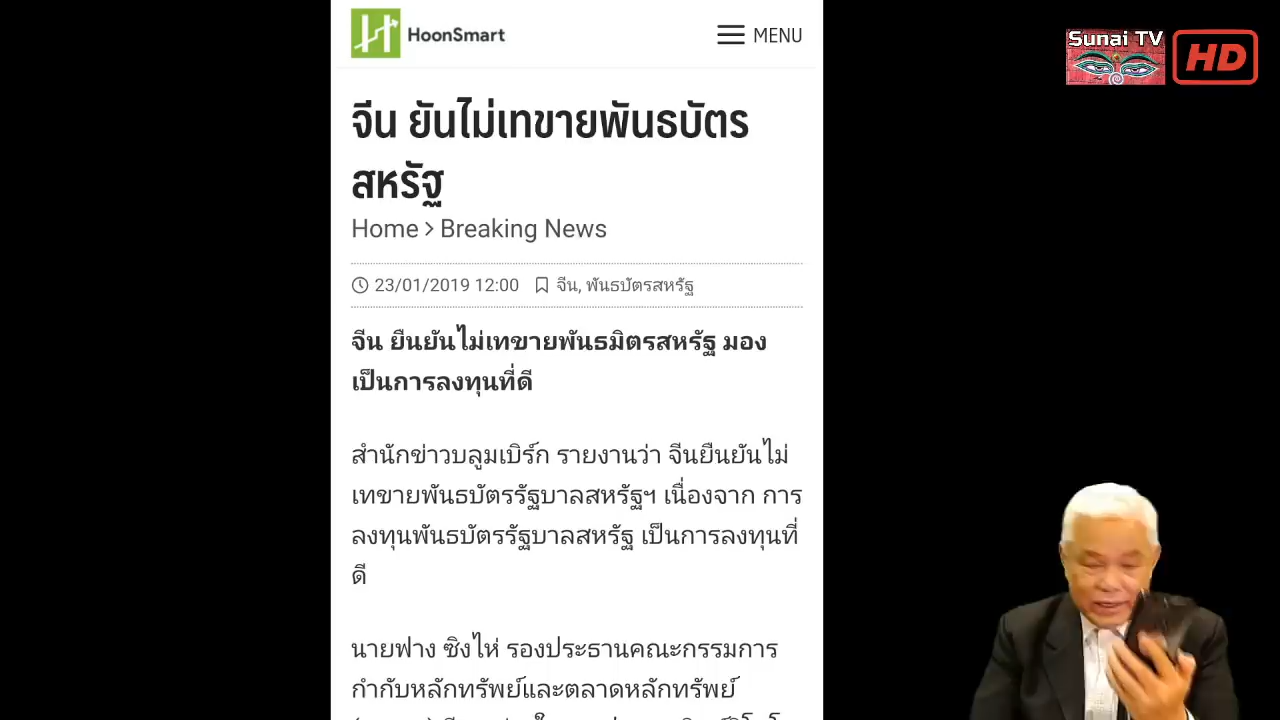 HoonSmart
MENU
Sunai TV
HD
จีน ยันไม่เทขายพันธบัตร
สหรัฐ
Home > Breaking News
23/01/2019 12:00 จีน, พันธบัตรสหรัฐ
จีน ยืนยันไม่เทขายพันธมิตรสหรัฐ มอง
เป็นการลงทุนที่ดี
สำนักข่าวบลูมเบิร์ก รายงานว่า จีนยืนยันไม่
เทขายพันธบัตรรัฐบาลสหรัฐฯ เนื่องจาก การ
ลงทุนพันธบัตรรัฐบาลสหรัฐ เป็นการลงทุนที่
ดี
นายฟาง ซิงไห่ รองประธานคณะกรรมการ
กำกับหลักทรัพย์และตลาดหลักทรัพย์